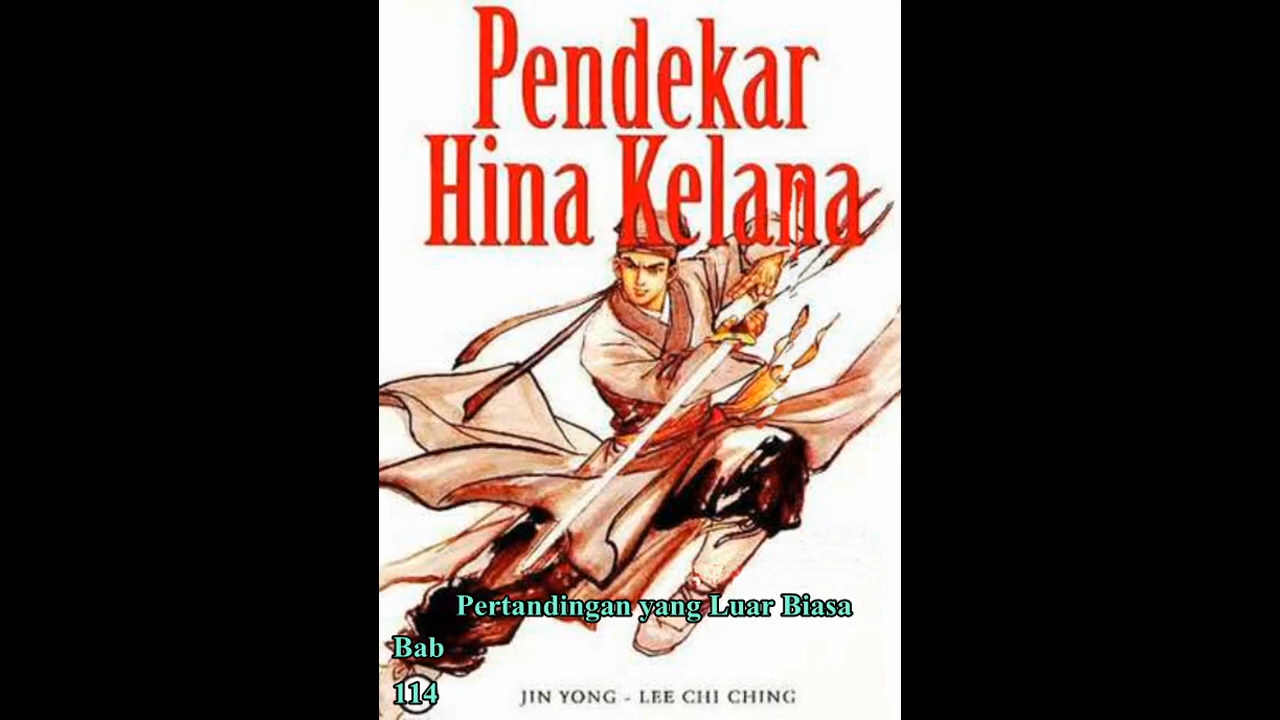 Pendekar
Hina Kelana
Pertandingan yang Luar Biasa
Bab
114
JIN YONG - LEE CHI CHING